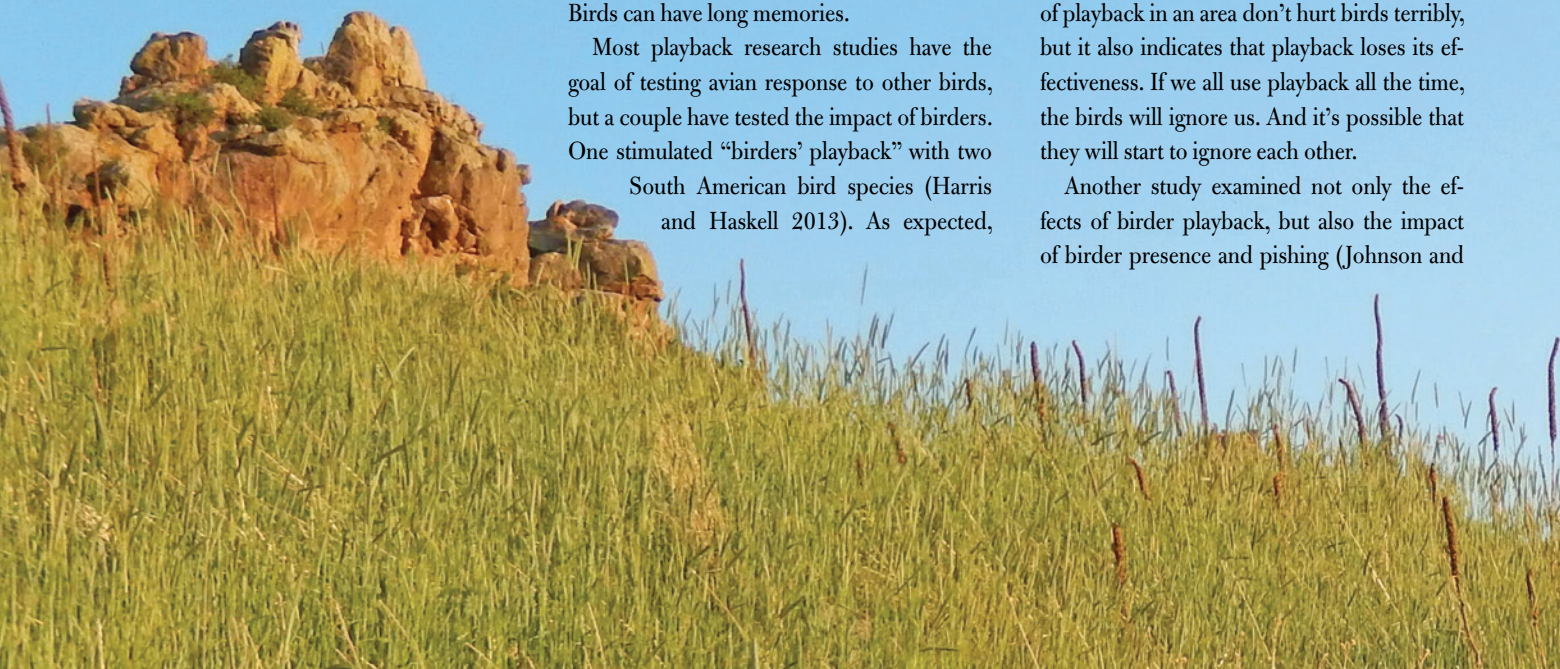 Birds can have long memories.
Most playback research studies have the
goal of testing avian response to other birds,
but a couple have tested the impact of birders.
One stimulated “birders’ playback” with two
South American bird species (Harris
and Haskell 2013). As expected,
of playback in an area don’t hurt birds terribly,
but it also indicates that playback loses its ef-
fectiveness. If we all use playback all the time,
the birds will ignore us. And it’s possible that
they will start to ignore each other.
Another study examined not only the ef-
fects of birder playback, but also the impact
of birder presence and pishing (Johnson and